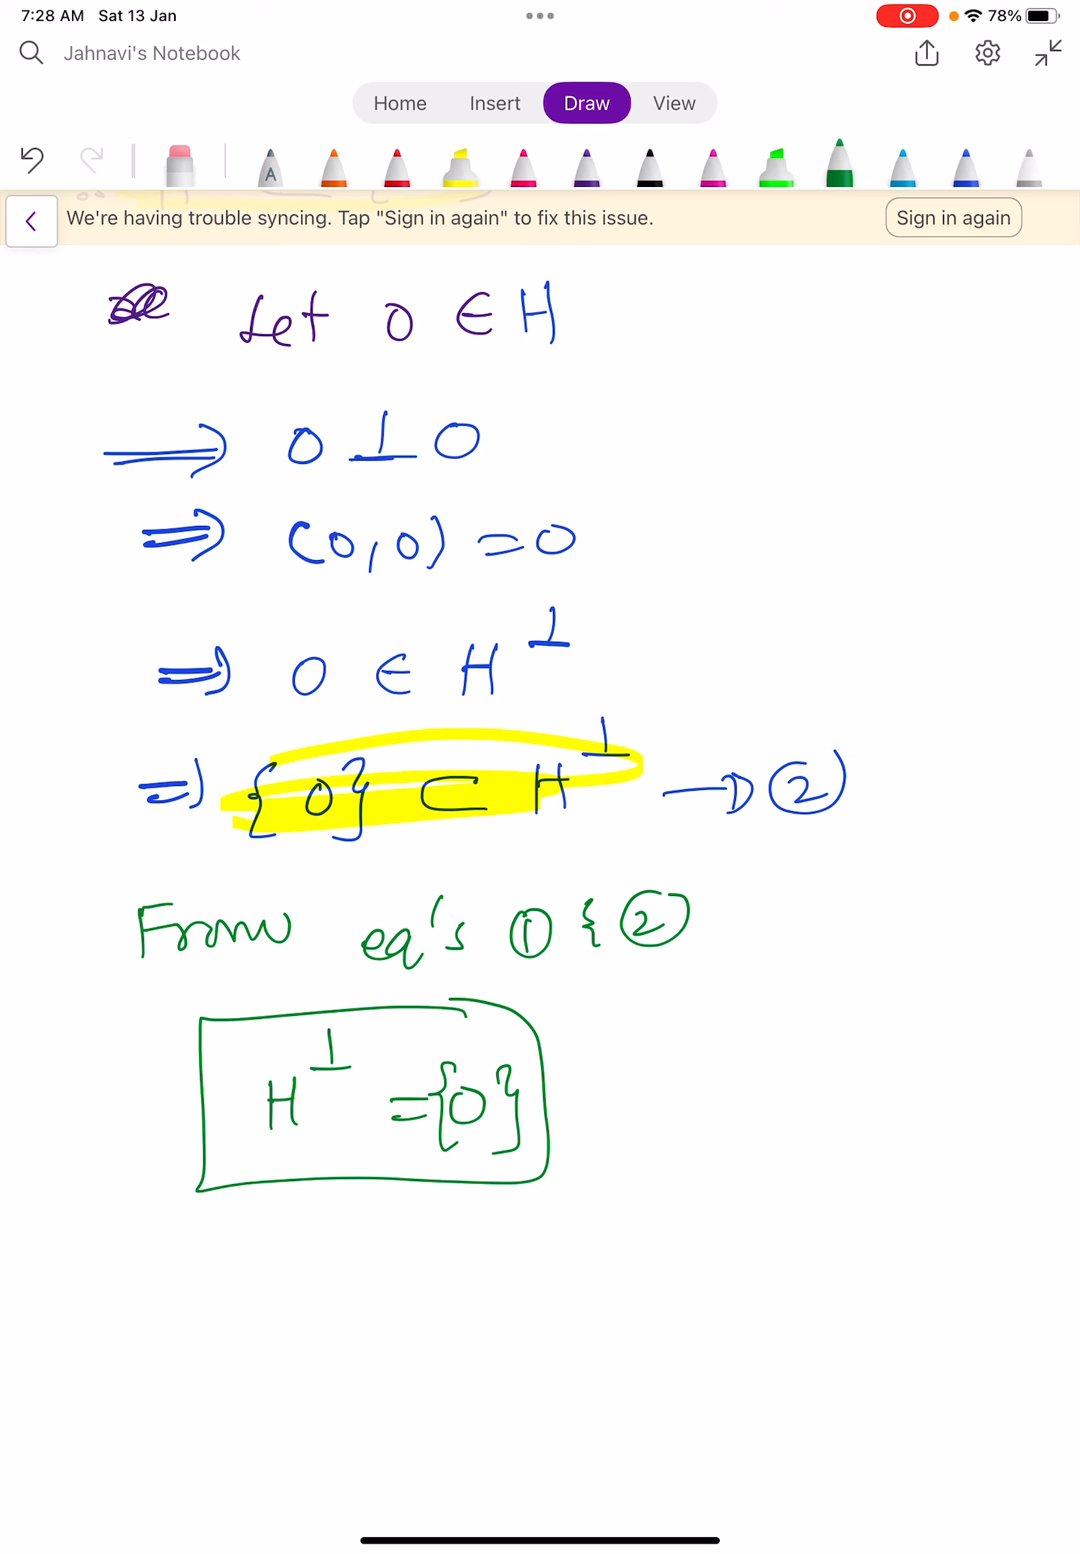 7:28 AM Sat 13 Jan
78%
Jahnavi's Notebook
Home Insert Draw View
A
We're having trouble syncing. Tap "Sign in again" to fix this issue.
Sign in again
Let 0 ∈ H
⟹ 0 ⊥ 0
⇒ (0,0) = 0
⇒ 0 ∈ H^⊥
⇒ {0} ⊂ H^⊥ → ②
From eq's ① & ②
H^⊥ = {0}